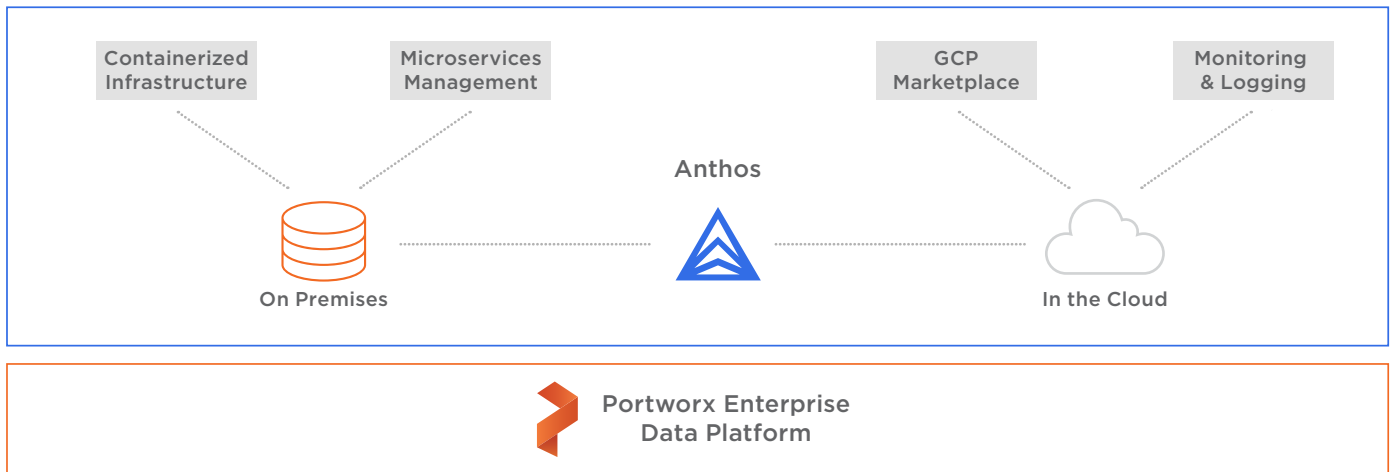 Containerized
Infrastructure
Microservices
Management
GCP
Marketplace
Monitoring
& Logging
Anthos
On Premises
In the Cloud
Portworx Enterprise
Data Platform